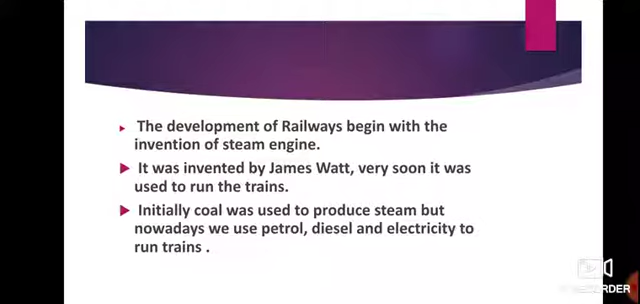 The development of Railways begin with the
invention of steam engine.
It was invented by James Watt, very soon it was
used to run the trains.
Initially coal was used to produce steam but
nowadays we use petrol, diesel and electricity to
run trains .
RECORDER